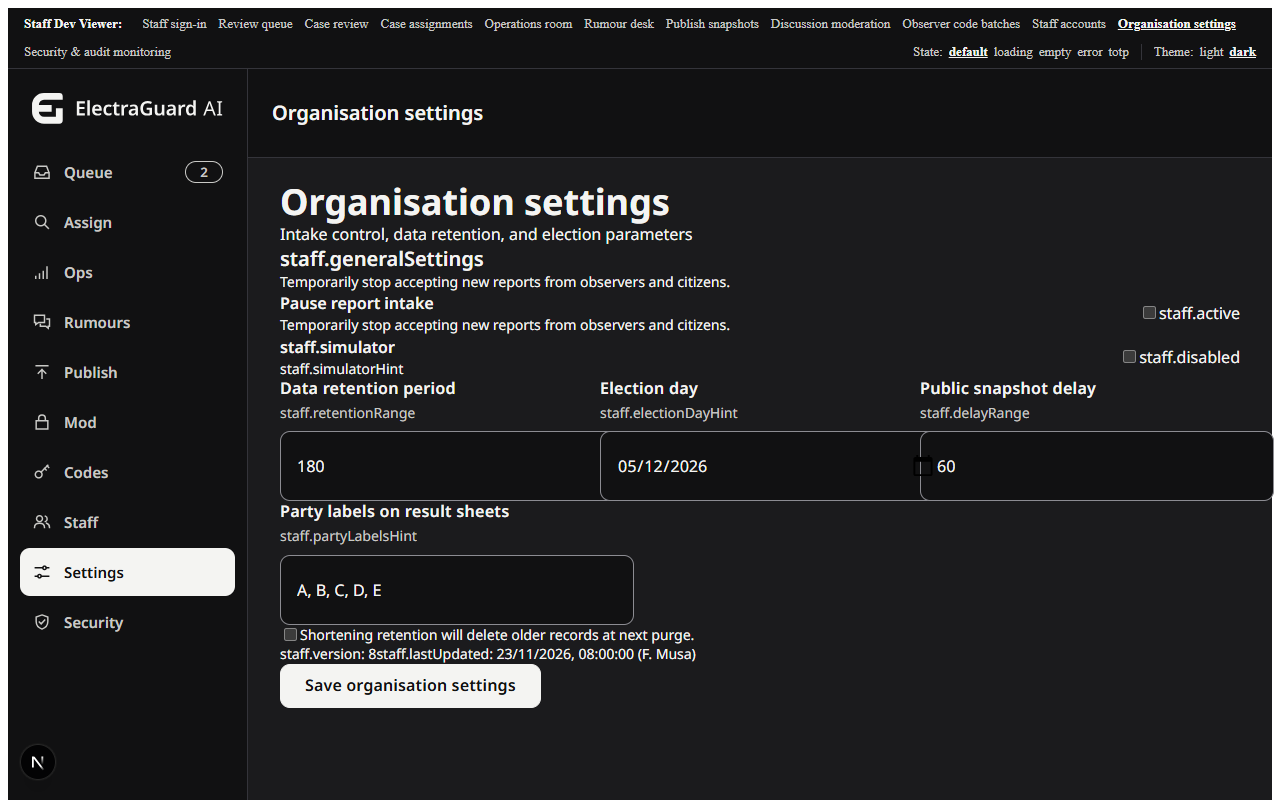 Staff Dev Viewer: Staff sign-in Review queue Case review Case assignments Operations room Rumour desk Publish snapshots Discussion moderation Observer code batches Staff accounts Organisation settings
Security & audit monitoring State: default loading empty error totp Theme: light dark
ElectraGuard AI
Queue 2
Assign
Ops
Rumours
Publish
Mod
Codes
Staff
Settings
Security
N
Organisation settings
Organisation settings
Intake control, data retention, and election parameters
staff.generalSettings
Temporarily stop accepting new reports from observers and citizens.
Pause report intake
Temporarily stop accepting new reports from observers and citizens.
staff.active
staff.simulator
staff.simulatorHint
staff.disabled
Data retention period Election day Public snapshot delay
staff.retentionRange staff.electionDayHint staff.delayRange
180 05/12/2026 60
Party labels on result sheets
staff.partyLabelsHint
A, B, C, D, E
Shortening retention will delete older records at next purge.
staff.version: 8staff.lastUpdated: 23/11/2026, 08:00:00 (F. Musa)
Save organisation settings